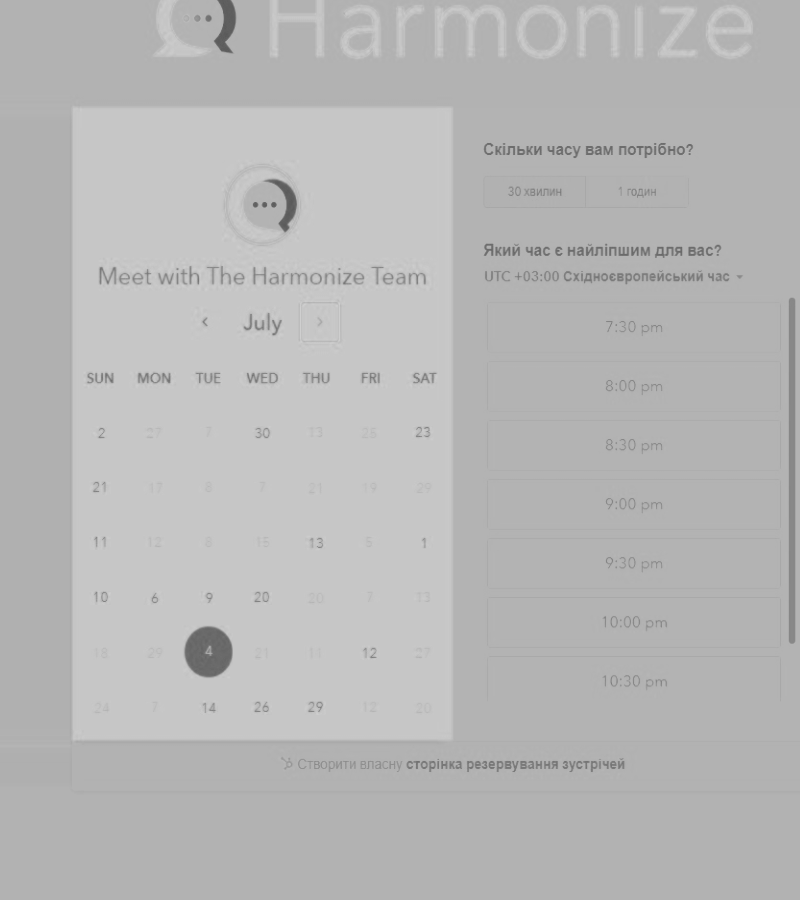 Harmonize
Meet with The Harmonize Team
July
SUN MON TUE WED THU FRI SAT
2 27 7 30 13 25 23
21 17 6 7 21 19 29
11 12 8 15 13 5 1
10 6 9 20 20 7 13
18 29 4 21 11 12 27
24 7 14 26 29 12 20
Скільки часу вам потрібно?
30 хвилин 1 годин
Який час є найліпшим для вас?
UTC +03:00 Східноєвропейський час
7:30 pm
8:00 pm
8:30 pm
9:00 pm
9:30 pm
10:00 pm
10:30 pm
Створити власну сторінка резервування зустрічей